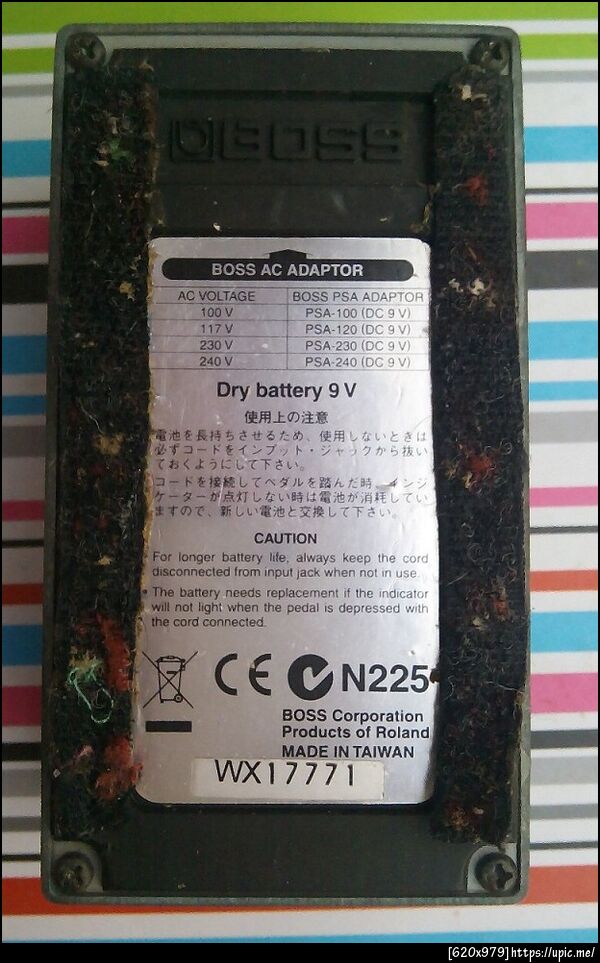 BOSS
BOSS AC ADAPTOR
AC VOLTAGE BOSS PSA ADAPTOR
100 V PSA-100 (DC 9 V)
117 V PSA-120 (DC 9 V)
230 V PSA-230 (DC 9 V)
240 V PSA-240 (DC 9 V)
Dry battery 9 V
使用上の注意
電池を長持ちさせるため、使用しないときは
必ずコードをインプット・ジャックから抜い
ておくようにして下さい。
コードを接続してペダルを踏んだ時、インジ
ケーターが点灯しない時は電池が消耗してい
ますので、新しい電池と交換して下さい。
CAUTION
For longer battery life, always keep the cord
disconnected from input jack when not in use.
• The battery needs replacement if the indicator
will not light when the pedal is depressed with
the cord connected.
CE N225
BOSS Corporation
Products of Roland
MADE IN TAIWAN
WX17771
[620x979]https://upic.me/